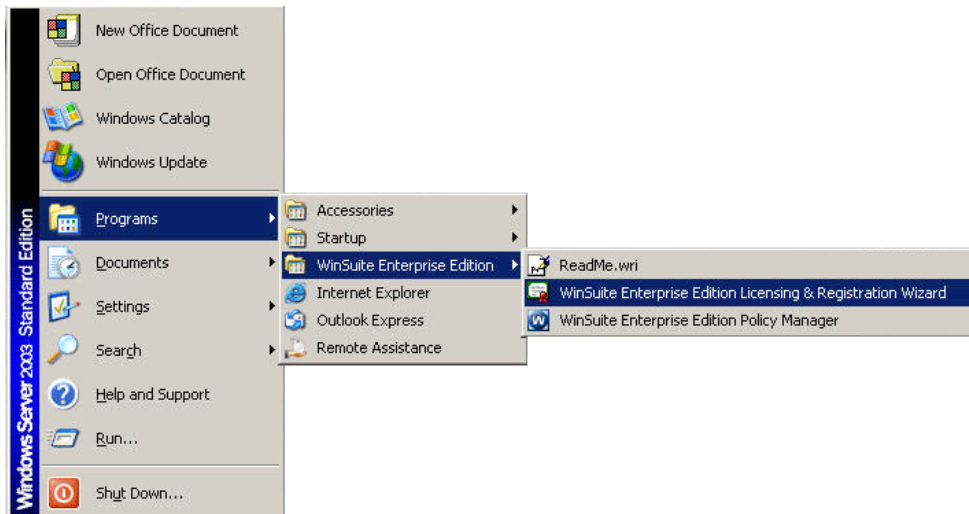 New Office Document
Open Office Document
Windows Catalog
Windows Update
Programs
Documents
Settings
Search
Help and Support
Run...
Shut Down...
Windows Server 2003 Standard Edition
Accessories
Startup
WinSuite Enterprise Edition
Internet Explorer
Outlook Express
Remote Assistance
ReadMe.wri
WinSuite Enterprise Edition Licensing & Registration Wizard
WinSuite Enterprise Edition Policy Manager